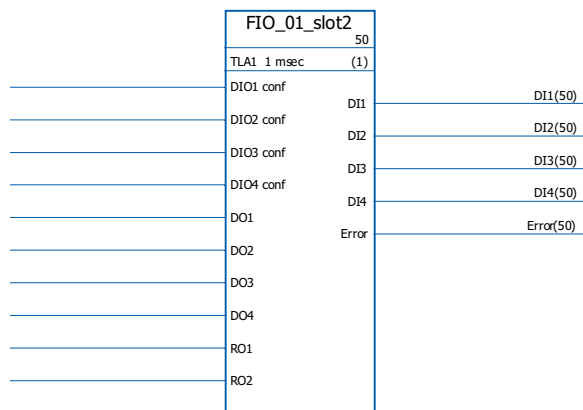 FIO_01_slot2
50
TLA1 1 msec (1)
DIO1 conf
DI1 DI1(50)
DIO2 conf
DI2 DI2(50)
DIO3 conf
DI3 DI3(50)
DIO4 conf
DI4 DI4(50)
DO1
Error Error(50)
DO2
DO3
DO4
RO1
RO2